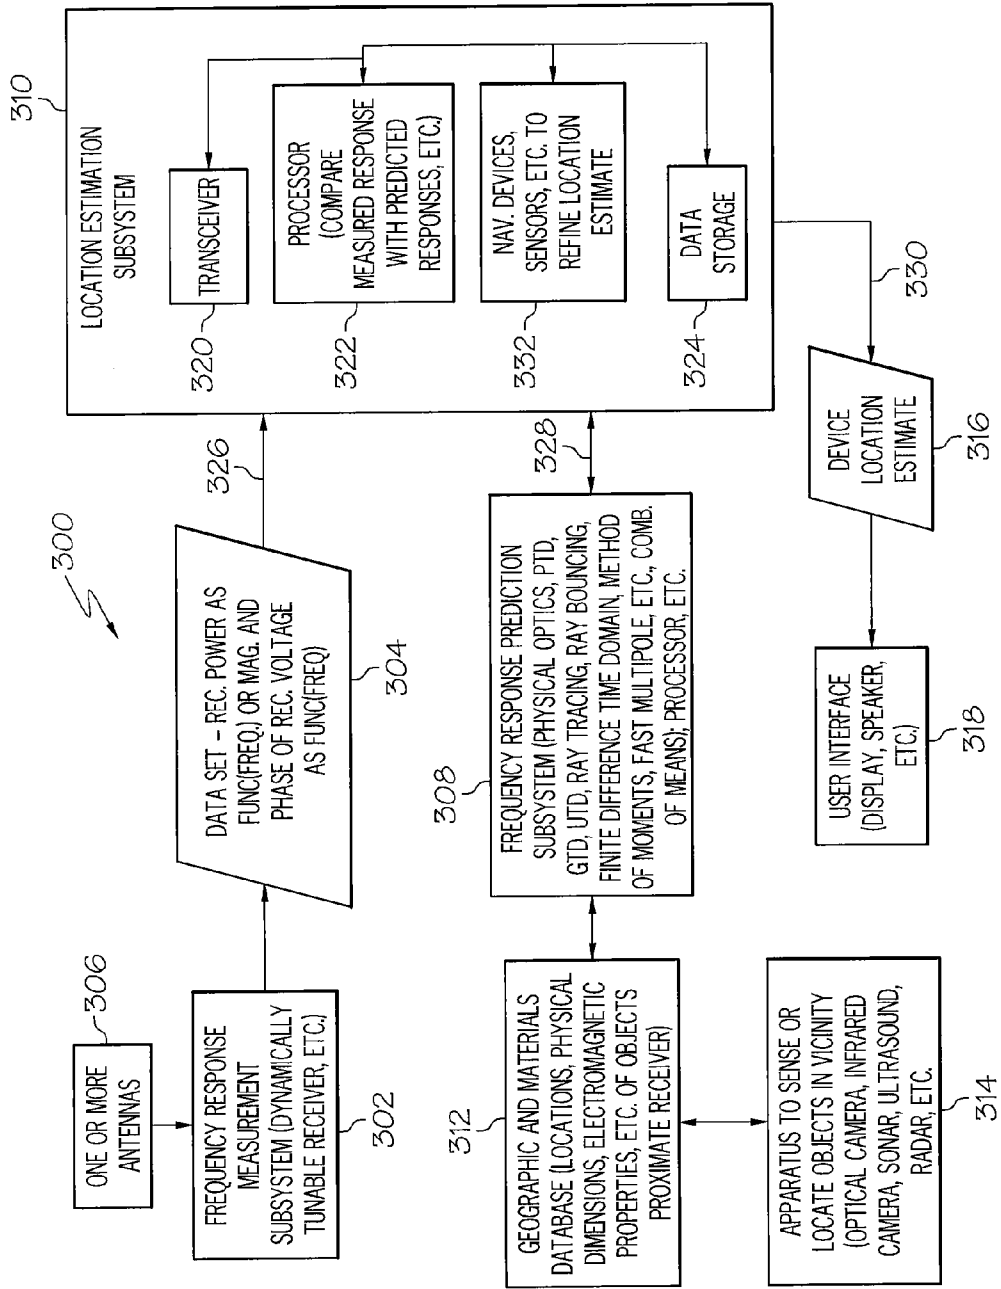 300
ONE OR MORE
ANTENNAS
306
FREQUENCY RESPONSE
MEASUREMENT
SUBSYSTEM (DYNAMICALLY
TUNABLE RECEIVER, ETC.)
302
DATA SET – REC. POWER AS
FUNC(FREQ.) OR MAG. AND
PHASE OF REC. VOLTAGE
AS FUNC(FREQ)
304
326
LOCATION ESTIMATION
SUBSYSTEM
310
TRANSCEIVER
320
PROCESSOR
(COMPARE
MEASURED RESPONSE
WITH PREDICTED
RESPONSES, ETC.)
322
NAV. DEVICES,
SENSORS, ETC. TO
REFINE LOCATION
ESTIMATE
332
DATA
STORAGE
324
312
GEOGRAPHIC AND MATERIALS
DATABASE (LOCATIONS, PHYSICAL
DIMENSIONS, ELECTROMAGNETIC
PROPERTIES, ETC. OF OBJECTS
PROXIMATE RECEIVER)
308
FREQUENCY RESPONSE PREDICTION
SUBSYSTEM (PHYSICAL OPTICS, PTD,
GTD, UTD, RAY TRACING, RAY BOUNCING,
FINITE DIFFERENCE TIME DOMAIN, METHOD
OF MOMENTS, FAST MULTIPOLE, ETC., COMB.
OF MEANS); PROCESSOR, ETC.
328
APPARATUS TO SENSE OR
LOCATE OBJECTS IN VICINITY
(OPTICAL CAMERA, INFRARED
CAMERA, SONAR, ULTRASOUND,
RADAR, ETC.
314
USER INTERFACE
(DISPLAY, SPEAKER,
ETC.)
318
DEVICE
LOCATION
ESTIMATE
316
330